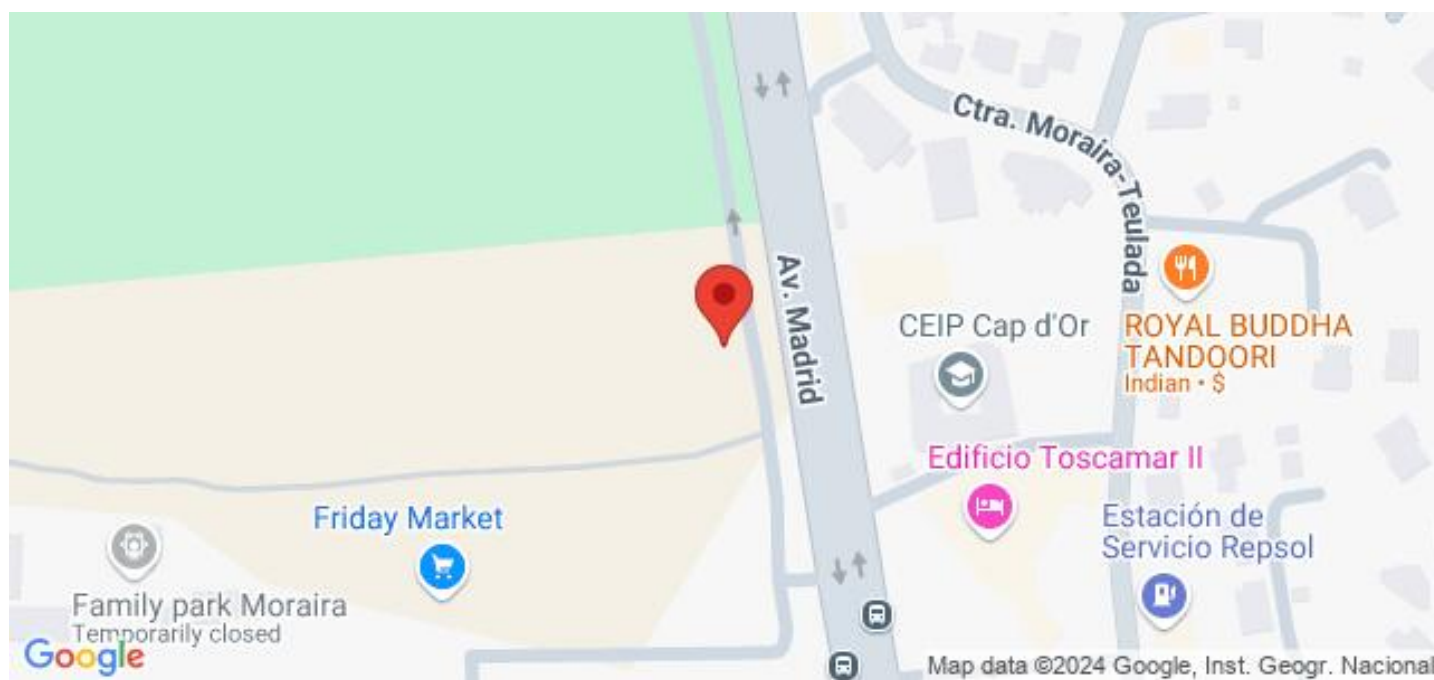 Ctra. Moraira-Teulada
Av. Madrid
CEIP Cap d'Or
ROYAL BUDDHA
TANDOORI
Indian • $
Edificio Toscamar II
Friday Market
Estación de
Servicio Repsol
Family park Moraira
Temporarily closed
Google
Map data ©2024 Google, Inst. Geogr. Nacional